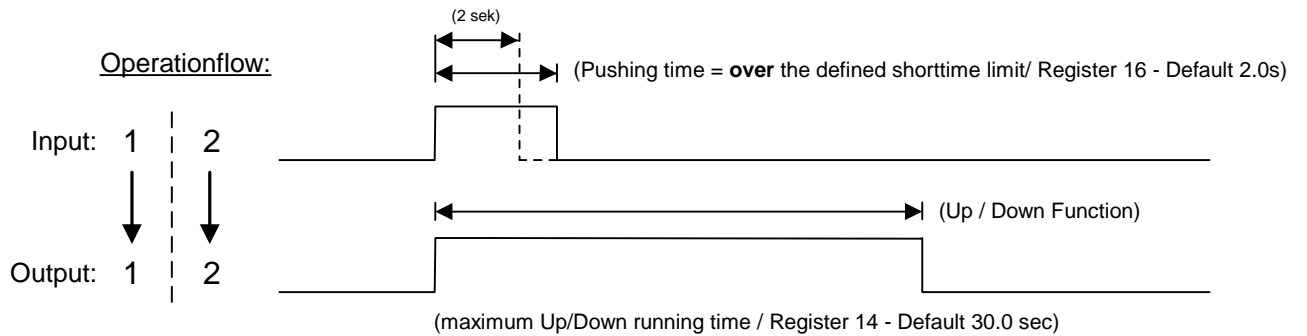 (2 sek)
Operationflow:
(Pushing time = over the defined shorttime limit/ Register 16 - Default 2.0s)
Input: 1 2
(Up / Down Function)
Output: 1 2
(maximum Up/Down running time / Register 14 - Default 30.0 sec)